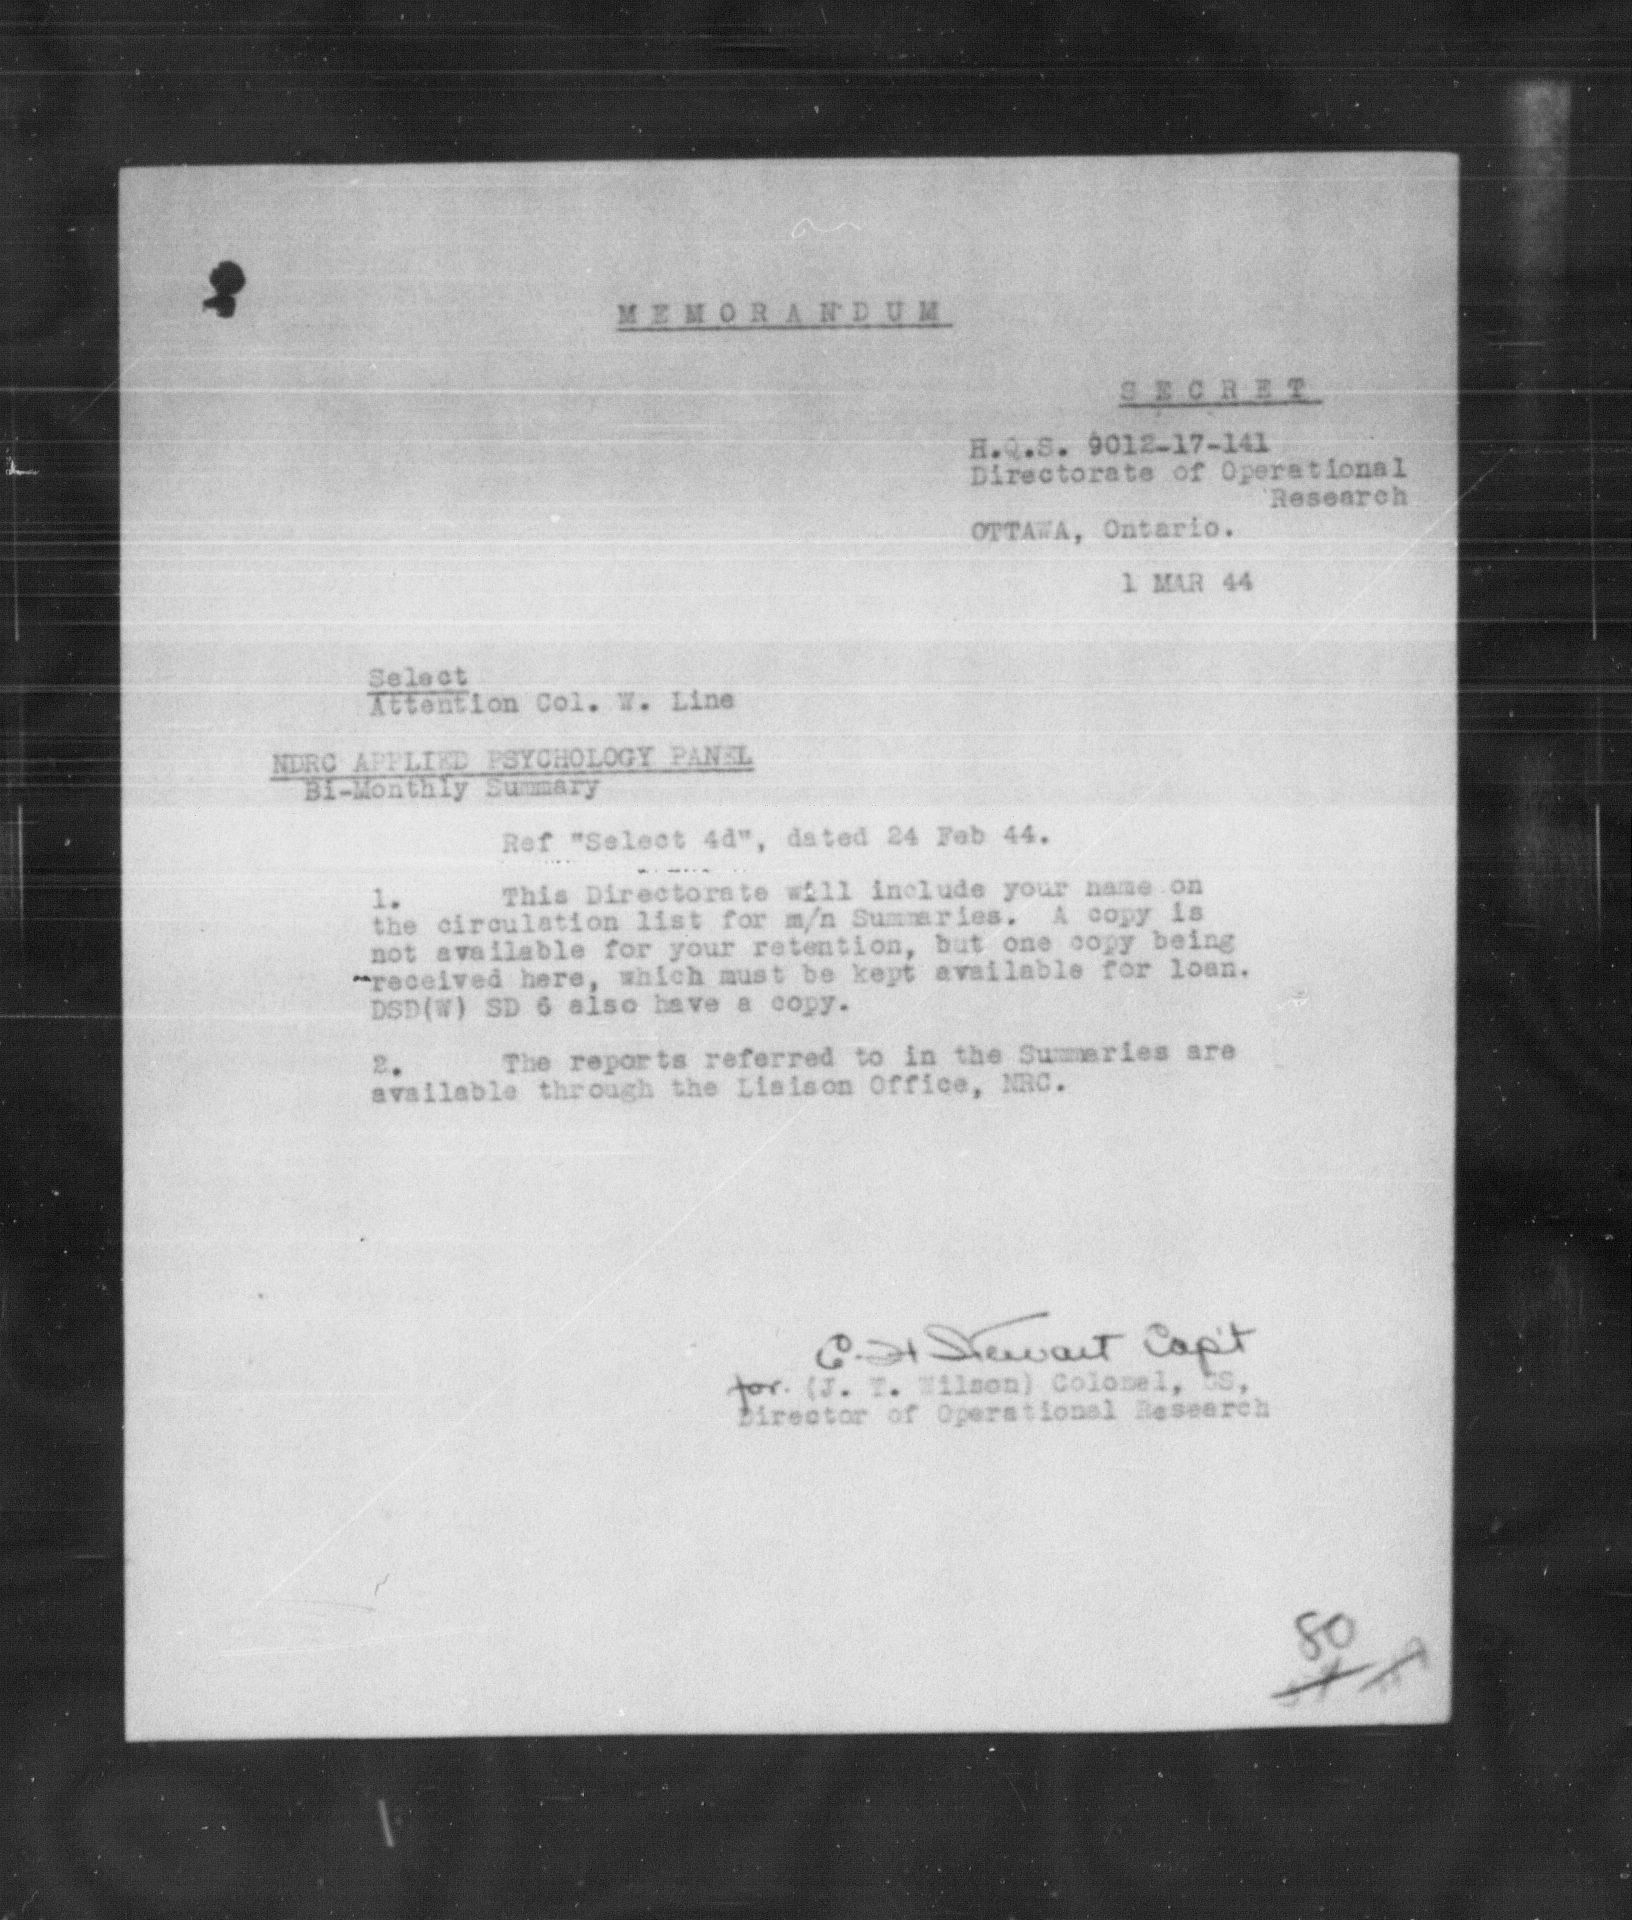 MEMORANDUM
SECRET
H.Q.S. 9012-17-141
Directorate of Operational
Research
OTTAWA, Ontario.
1 MAR 44
Select
Attention Col. W. Line
NDRC APPLIED PSYCHOLOGY PANEL
Bi-Monthly Summary
Ref "Select 4d", dated 24 Feb 44.
1. This Directorate will include your name on
the circulation list for m/n Summaries. A copy is
not available for your retention, but one copy being
received here, which must be kept available for loan.
DSD(W) SD 6 also have a copy.
2. The reports referred to in the Summaries are
available through the Liaison Office, NRC.
C. H Stewart Capt
for (J. T. Wilson) Colonel, GS,
Director of Operational Research
80